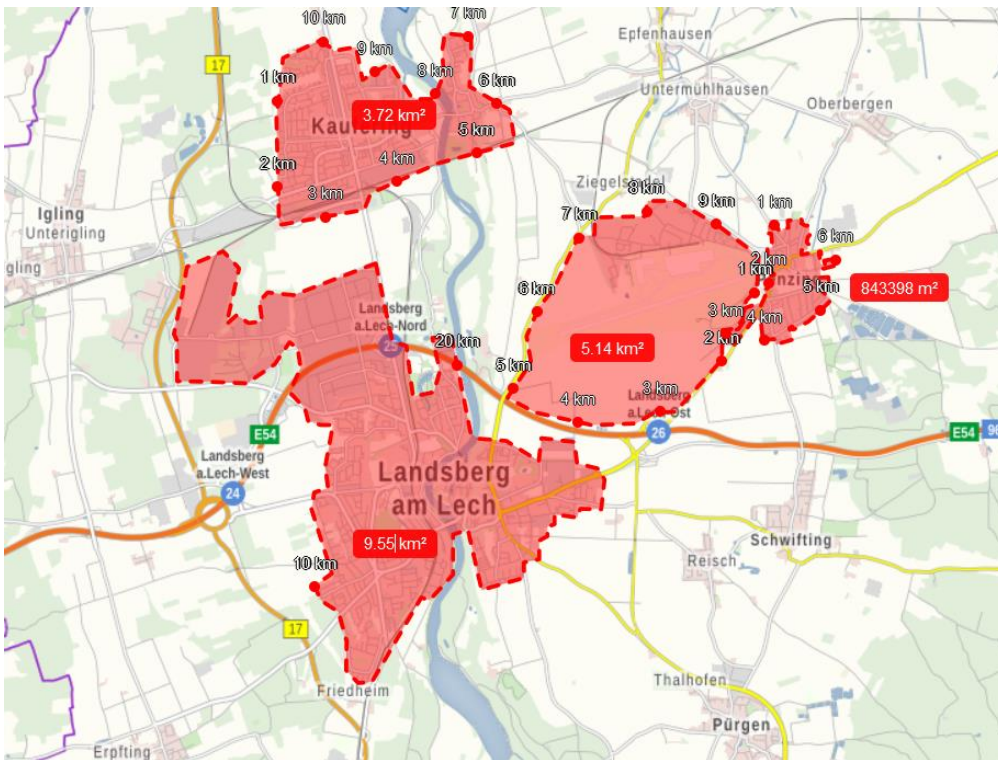 10 km
7 km
Epfenhausen
17
9 km
1 km
8 km
6 km
Untermühlhausen
Oberbergen
3.72 km²
Kaufering
5 km
4 km
2 km
Ziegelstadel
3 km
8 km
9 km
1 km
7 km
Igling
Unterigling
6 km
2 km
1 km
gling
5 km
843398 m²
6 km
3 km
4 km
Landsberg
a.Lech-Nord
25
20 km
2 km
5.14 km²
5 km
3 km
4 km
Landsberg
a.Lech-Ost
26
E54
E54
96
Landsberg
a.Lech-West
24
Landsberg
am Lech
9.55 km²
Schwifting
10 km
Reisch
17
Friedheim
Thalhofen
Pürgen
Erpfting